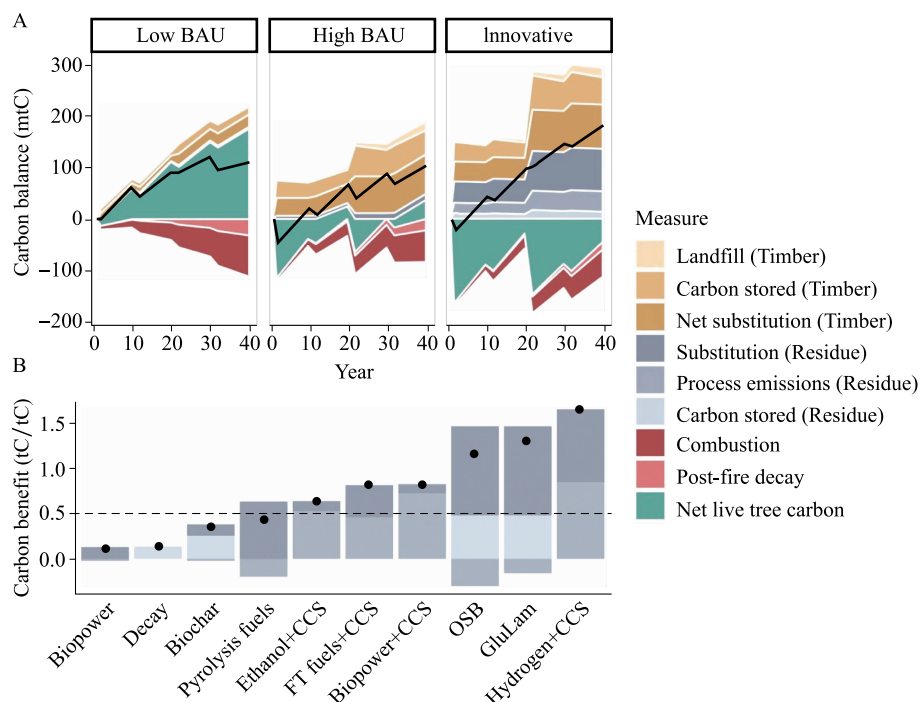 A
Low BAU
High BAU
Innovative
Carbon balance (mtC)
300
200
100
0
−100
−200
0 10 20 30 40
0 10 20 30 40
0 10 20 30 40
Year
Measure
Landfill (Timber)
Carbon stored (Timber)
Net substitution (Timber)
Substitution (Residue)
Process emissions (Residue)
Carbon stored (Residue)
Combustion
Post-fire decay
Net live tree carbon
B
Carbon benefit (tC/tC)
1.5
1.0
0.5
0.0
Biopower
Decay
Biochar
Pyrolysis fuels
Ethanol+CCS
FT fuels+CCS
Biopower+CCS
OSB
GluLam
Hydrogen+CCS